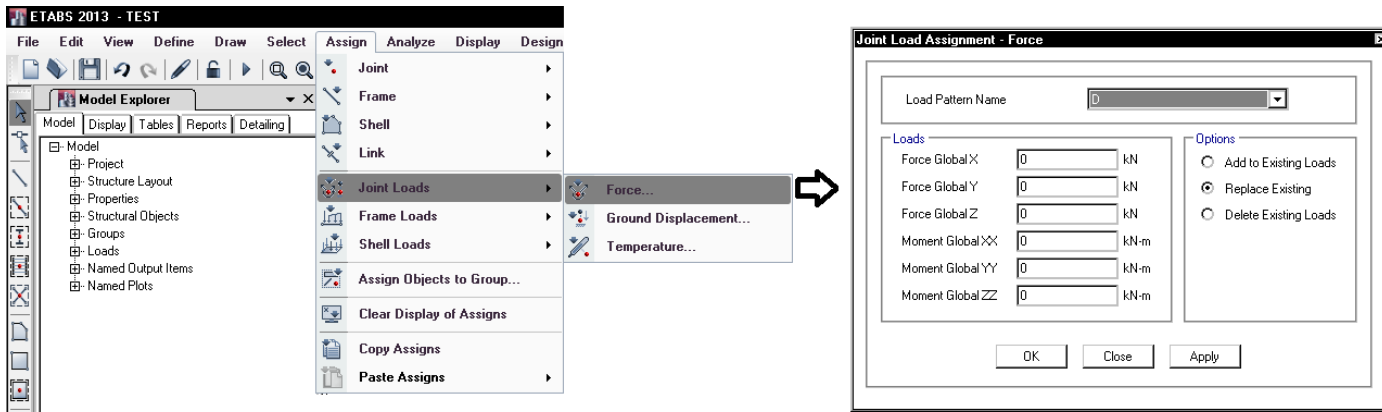 ETABS 2013 - TEST
File Edit View Define Draw Select Assign Analyze Display Design
Model Explorer
Model Display Tables Reports Detailing
Model
Project
Structure Layout
Properties
Structural Objects
Groups
Loads
Named Output Items
Named Plots
Joint
Frame
Shell
Link
Joint Loads
Frame Loads
Shell Loads
Assign Objects to Group...
Clear Display of Assigns
Copy Assigns
Paste Assigns
Force...
Ground Displacement...
Temperature...
Joint Load Assignment - Force
Load Pattern Name D
Loads
Force Global X 0 kN
Force Global Y 0 kN
Force Global Z 0 kN
Moment Global XX 0 kN-m
Moment Global YY 0 kN-m
Moment Global ZZ 0 kN-m
Options
Add to Existing Loads
Replace Existing
Delete Existing Loads
OK Close Apply